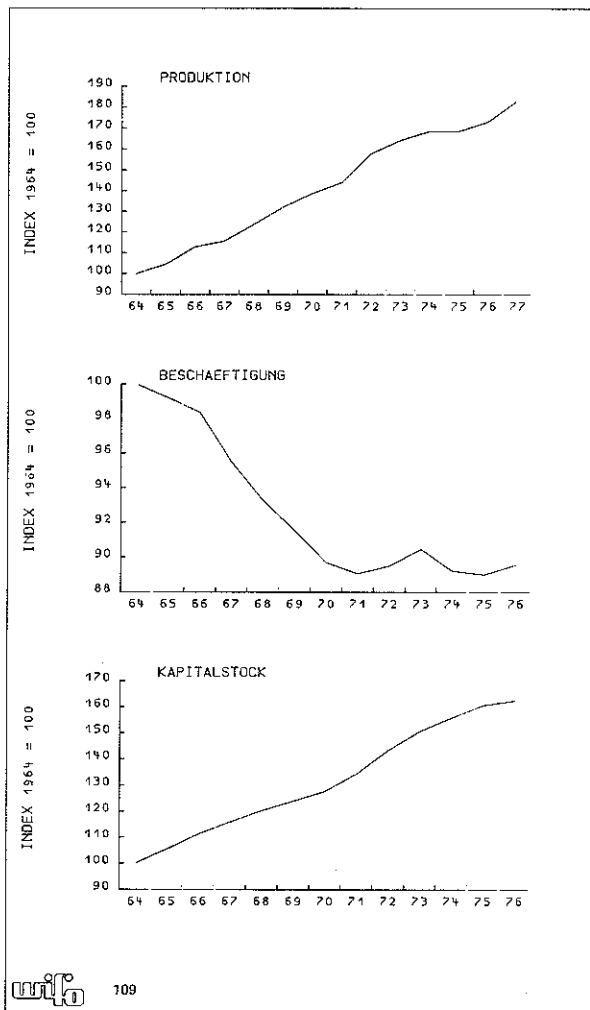 PRODUKTION
INDEX 1964 = 100
190
180
170
160
150
140
130
120
110
100
90
64 65 66 67 68 69 70 71 72 73 74 75 76 77
BESCHAEFTIGUNG
INDEX 1964 = 100
100
98
96
94
92
90
88
64 65 66 67 68 69 70 71 72 73 74 75 76
KAPITALSTOCK
INDEX 1964 = 100
170
160
150
140
130
120
110
100
90
64 65 66 67 68 69 70 71 72 73 74 75 76
wifo 109